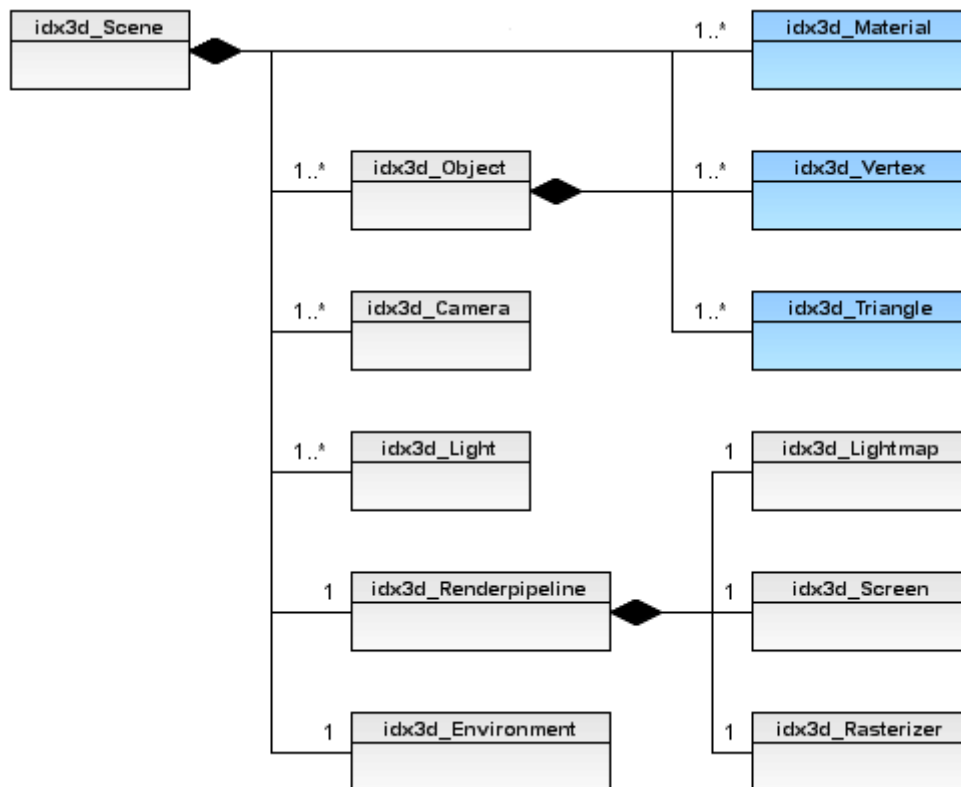 idx3d_Scene
1..*
idx3d_Material
1..*
idx3d_Object
1..*
idx3d_Vertex
1..*
idx3d_Camera
1..*
idx3d_Triangle
1..*
idx3d_Light
1
idx3d_Lightmap
1
idx3d_Renderpipeline
1
idx3d_Screen
1
idx3d_Environment
1
idx3d_Rasterizer